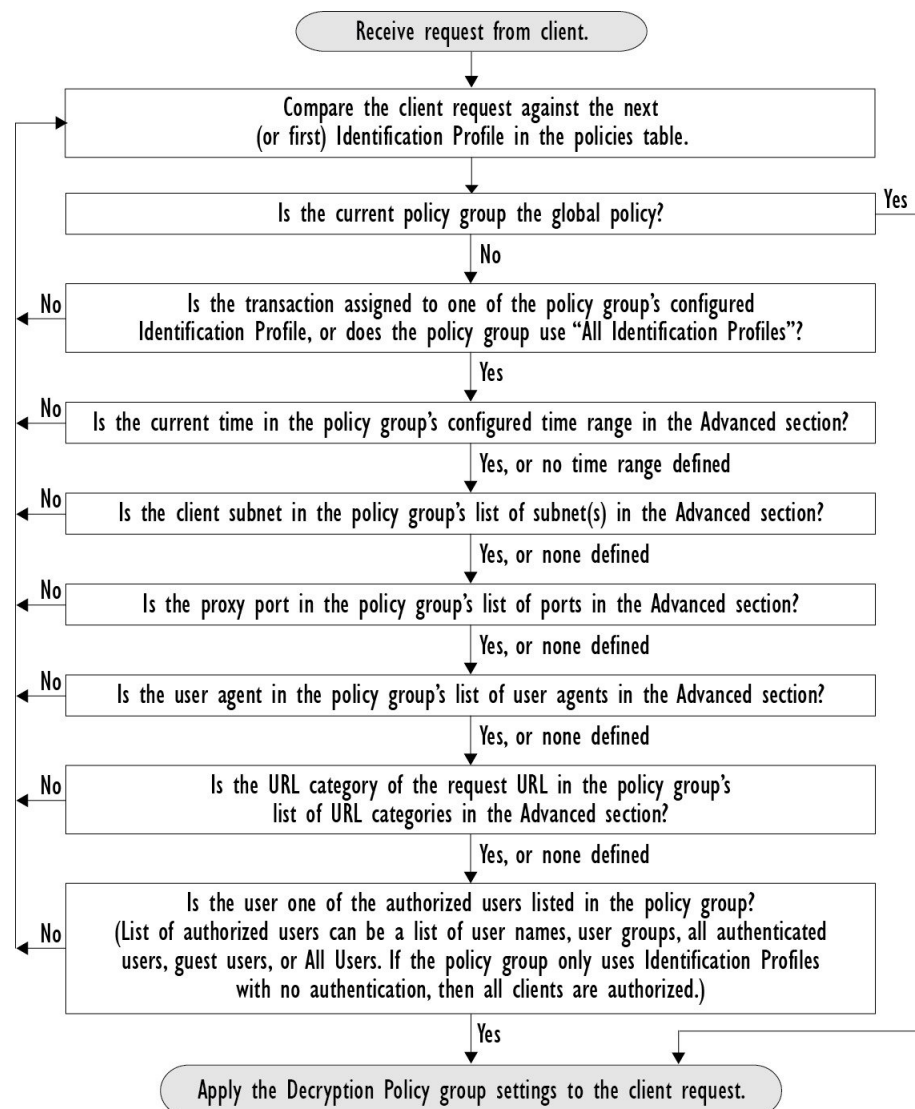 Receive request from client.
Compare the client request against the next
(or first) Identification Profile in the policies table.
Is the current policy group the global policy?
Yes
No
No
Is the transaction assigned to one of the policy group's configured
Identification Profile, or does the policy group use “All Identification Profiles”?
Yes
No
Is the current time in the policy group's configured time range in the Advanced section?
Yes, or no time range defined
No
Is the client subnet in the policy group's list of subnet(s) in the Advanced section?
Yes, or none defined
No
Is the proxy port in the policy group's list of ports in the Advanced section?
Yes, or none defined
No
Is the user agent in the policy group's list of user agents in the Advanced section?
Yes, or none defined
No
Is the URL category of the request URL in the policy group's
list of URL categories in the Advanced section?
Yes, or none defined
No
Is the user one of the authorized users listed in the policy group?
(List of authorized users can be a list of user names, user groups, all authenticated
users, guest users, or All Users. If the policy group only uses Identification Profiles
with no authentication, then all clients are authorized.)
Yes
Apply the Decryption Policy group settings to the client request.